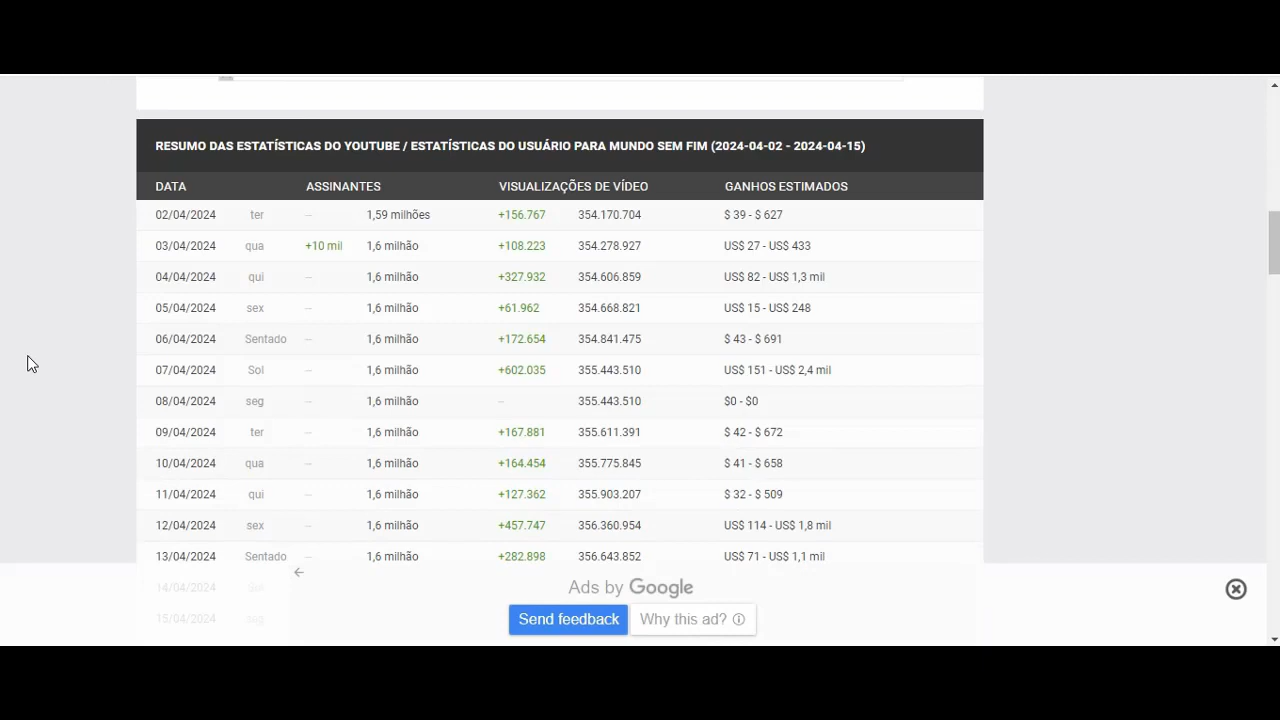 RESUMO DAS ESTATÍSTICAS DO YOUTUBE / ESTATÍSTICAS DO USUÁRIO PARA MUNDO SEM FIM (2024-04-02 - 2024-04-15)
DATA ASSINANTES VISUALIZAÇÕES DE VÍDEO GANHOS ESTIMADOS
02/04/2024 ter -- 1,59 milhões +156.767 354.170.704 $ 39 - $ 627
03/04/2024 qua +10 mil 1,6 milhão +108.223 354.278.927 US$ 27 - US$ 433
04/04/2024 qui -- 1,6 milhão +327.932 354.606.859 US$ 82 - US$ 1,3 mil
05/04/2024 sex -- 1,6 milhão +61.962 354.668.821 US$ 15 - US$ 248
06/04/2024 Sentado -- 1,6 milhão +172.654 354.841.475 $ 43 - $ 691
07/04/2024 Sol -- 1,6 milhão +602.035 355.443.510 US$ 151 - US$ 2,4 mil
08/04/2024 seg -- 1,6 milhão -- 355.443.510 $0 - $0
09/04/2024 ter -- 1,6 milhão +167.881 355.611.391 $ 42 - $ 672
10/04/2024 qua -- 1,6 milhão +164.454 355.775.845 $ 41 - $ 658
11/04/2024 qui -- 1,6 milhão +127.362 355.903.207 $ 32 - $ 509
12/04/2024 sex -- 1,6 milhão +457.747 356.360.954 US$ 114 - US$ 1,8 mil
13/04/2024 Sentado -- 1,6 milhão +282.898 356.643.852 US$ 71 - US$ 1,1 mil
14/04/2024 Sol
15/04/2024 seg
Ads by Google
Send feedback Why this ad?